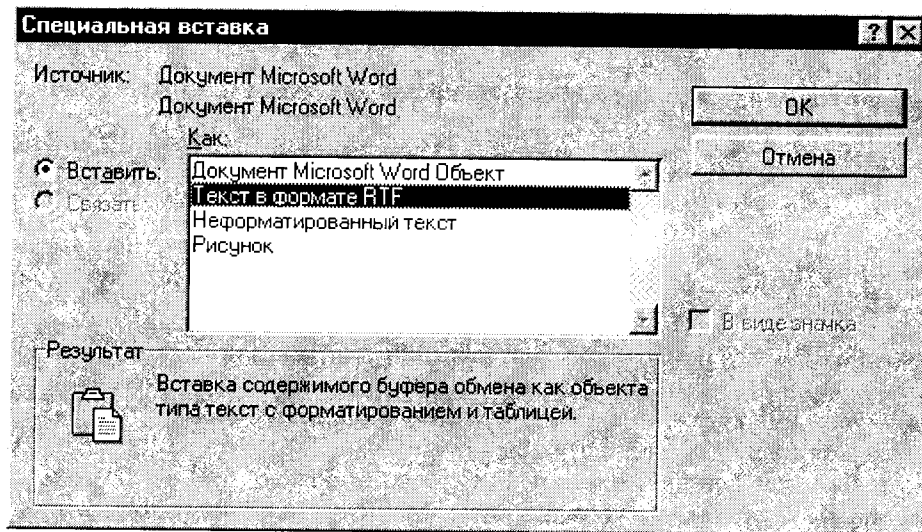 Специальная вставка
Источник: Документ Microsoft Word
Документ Microsoft Word
Как:
Вставить:
Связать:
Документ Microsoft Word Объект
Текст в формате RTF
Неформатированный текст
Рисунок
OK
Отмена
В виде значка
Результат
Вставка содержимого буфера обмена как объекта
типа текст с форматированием и таблицей.